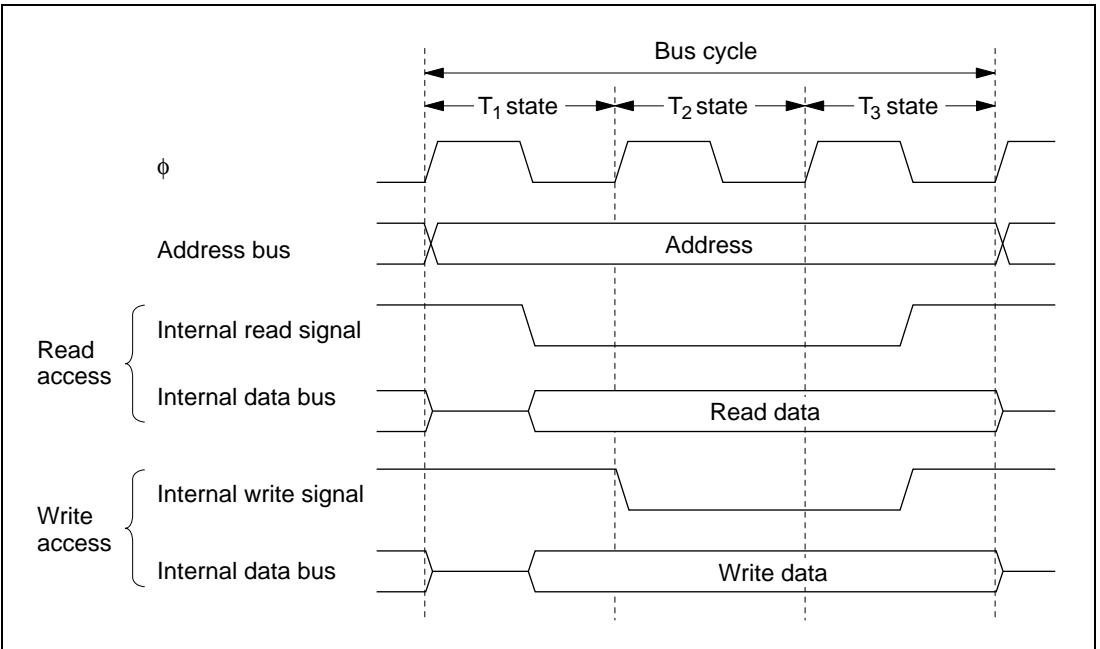 Bus cycle
T₁ state T₂ state T₃ state
ϕ
Address bus Address
Internal read signal
Read
access
Internal data bus Read data
Internal write signal
Write
access
Internal data bus Write data